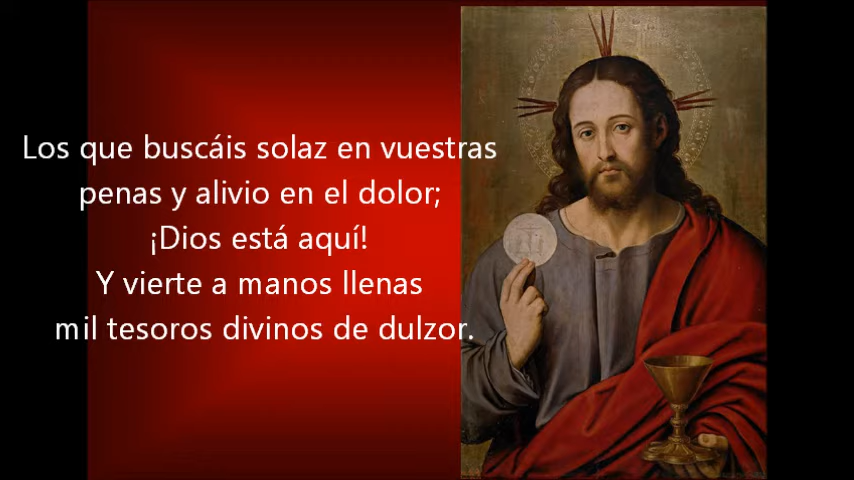 Los que buscáis solaz en vuestras
penas y alivio en el dolor;
¡Dios está aquí!
Y vierte a manos llenas
mil tesoros divinos de dulzor.